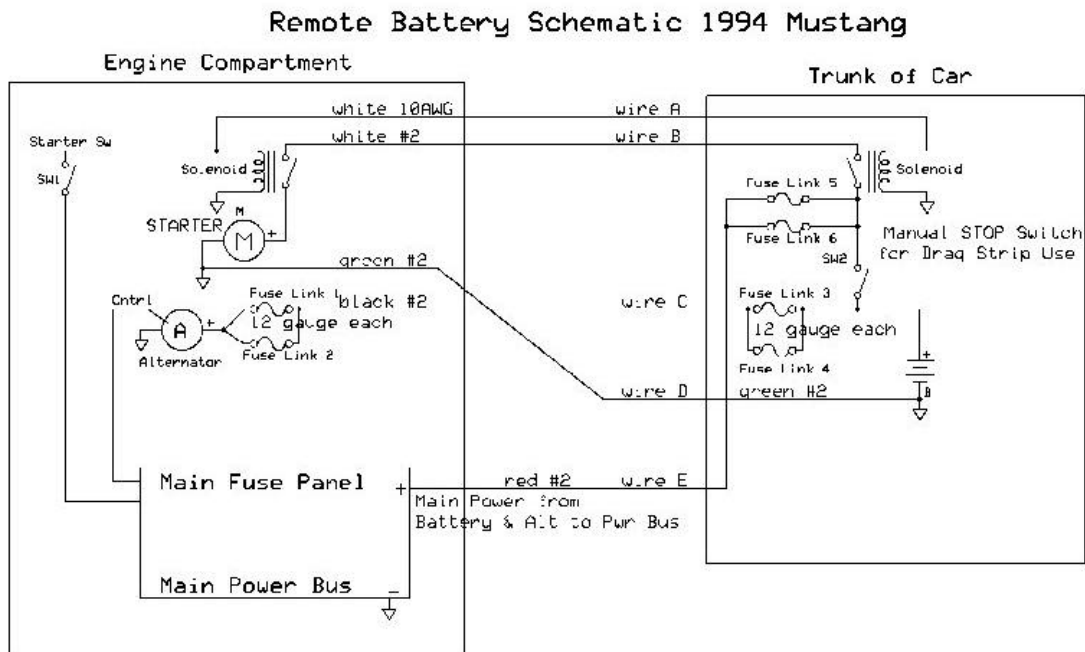 Remote Battery Schematic 1994 Mustang
Engine Compartment
Trunk of Car
white 10AWG
wire A
white #2
wire B
Starter Sw
SW1
Solenoid
Solenoid
Fuse Link 5
M
STARTER
M
+
Fuse Link 6
Manual STOP Switch
for Drag Strip Use
green #2
SW2
Cntrl
Fuse Link 1
black #2
wire C
Fuse Link 3
A
+
12 gauge each
12 gauge each
Alternator
Fuse Link 2
Fuse Link 4
+
wire D
green #2
B
Main Fuse Panel
+
red #2
wire E
Main Power from
Battery & Alt to Pwr Bus
Main Power Bus
-